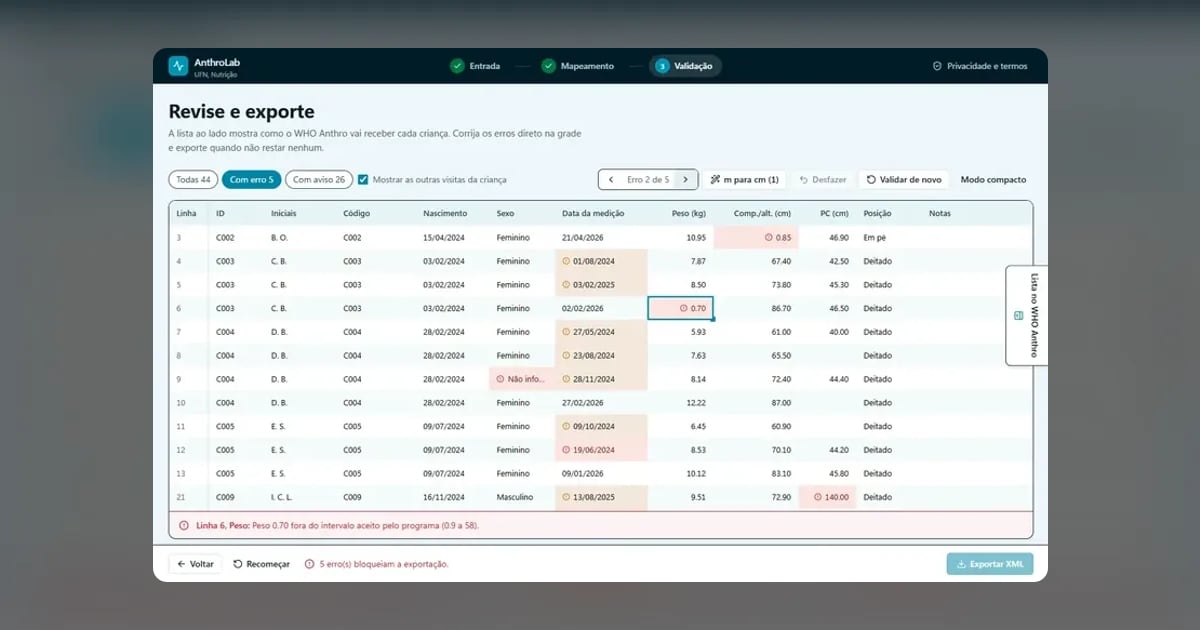 AnthroLab
UFN, Nutrição
Entrada
Mapeamento
3 Validação
Privacidade e termos
Revise e exporte
A lista ao lado mostra como o WHO Anthro vai receber cada criança. Corrija os erros direto na grade
e exporte quando não restar nenhum.
Todas 44 Com erro 5 Com aviso 26 Mostrar as outras visitas da criança Erro 2 de 5 m para cm (1) Desfazer Validar de novo Modo compacto
Linha ID Iniciais Código Nascimento Sexo Data da medição Peso (kg) Comp./alt. (cm) PC (cm) Posição Notas
3 C002 B. O. C002 15/04/2024 Feminino 21/04/2026 10.95 0.85 46.90 Em pé
4 C003 C. B. C003 03/02/2024 Feminino 01/08/2024 7.87 67.40 42.50 Deitado
5 C003 C. B. C003 03/02/2024 Feminino 03/02/2025 8.50 73.80 45.30 Deitado
6 C003 C. B. C003 03/02/2024 Feminino 02/02/2026 0.70 86.70 46.50 Deitado
7 C004 D. B. C004 28/02/2024 Feminino 27/05/2024 5.93 61.00 40.00 Deitado
8 C004 D. B. C004 28/02/2024 Feminino 23/08/2024 7.63 65.50 Deitado
9 C004 D. B. C004 28/02/2024 Não info... 28/11/2024 8.14 72.40 44.40 Deitado
10 C004 D. B. C004 28/02/2024 Feminino 27/02/2026 12.22 87.00 Deitado
11 C005 E. S. C005 09/07/2024 Feminino 09/10/2024 6.45 60.90 Deitado
12 C005 E. S. C005 09/07/2024 Feminino 19/06/2024 8.53 70.10 44.20 Deitado
13 C005 E. S. C005 09/07/2024 Feminino 09/01/2026 10.12 83.10 45.80 Deitado
21 C009 I. C. L. C009 16/11/2024 Masculino 13/08/2025 9.51 72.90 140.00 Deitado
Lista no WHO Anthro
Linha 6, Peso: Peso 0.70 fora do intervalo aceito pelo programa (0.9 a 58).
Voltar Recomeçar 5 erro(s) bloqueiam a exportação. Exportar XML